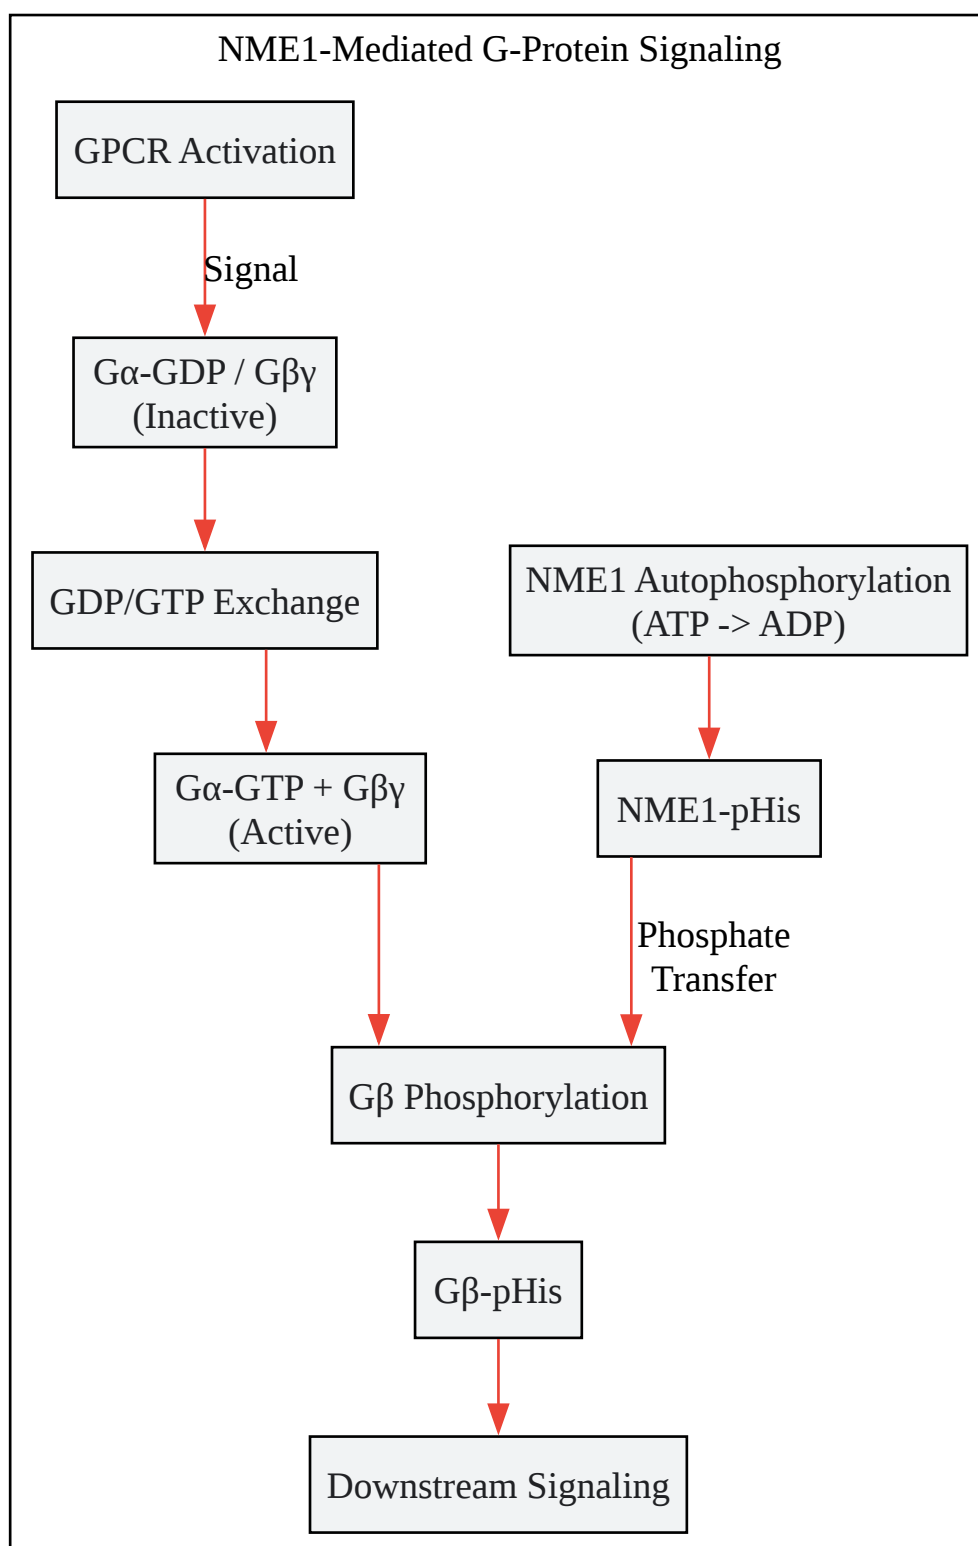 NME1-Mediated G-Protein Signaling
GPCR Activation
Signal
Gα-GDP / Gβγ
(Inactive)
GDP/GTP Exchange
NME1 Autophosphorylation
(ATP -> ADP)
Gα-GTP + Gβγ
(Active)
NME1-pHis
Phosphate
Transfer
Gβ Phosphorylation
Gβ-pHis
Downstream Signaling